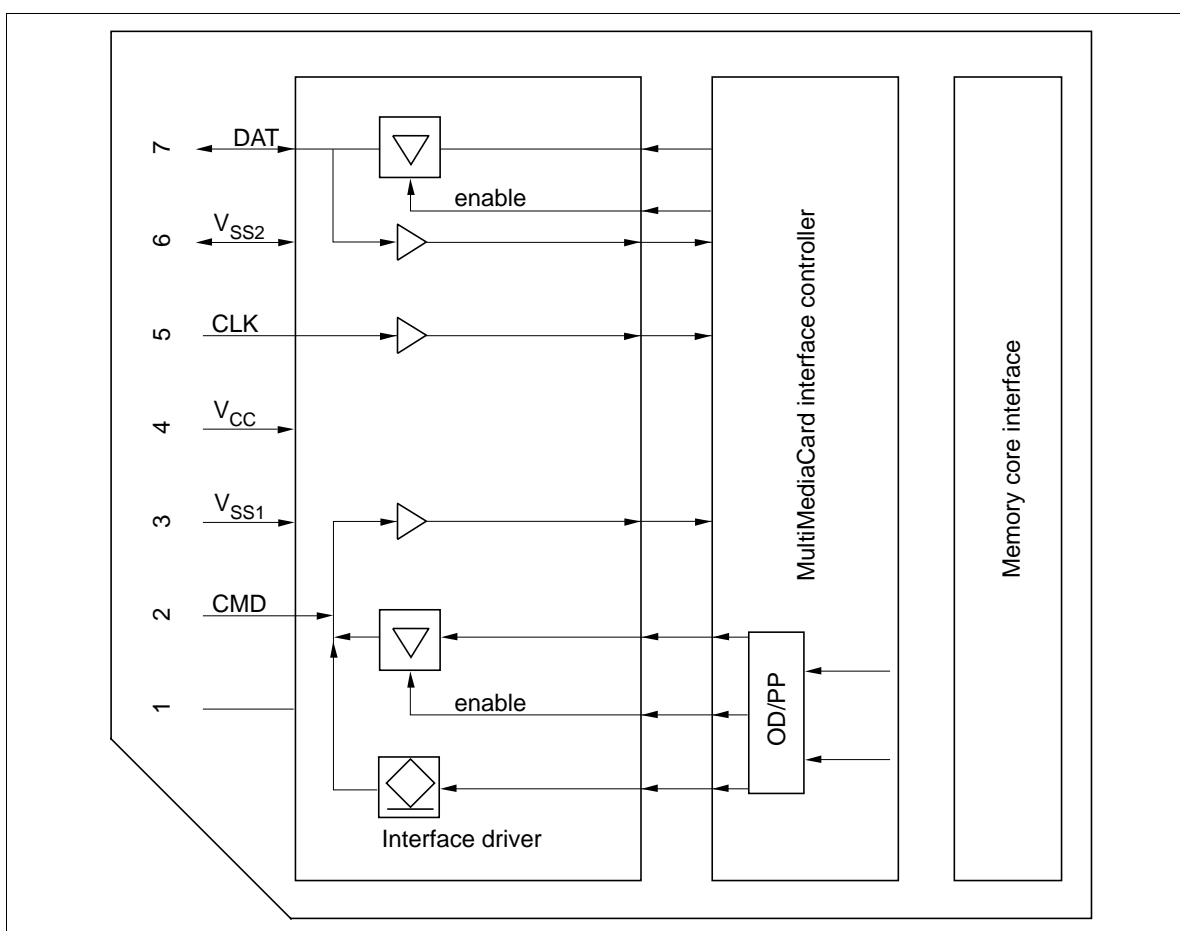 7 DAT
enable
6 VSS2
5 CLK
4 VCC
3 VSS1
2 CMD
enable
1
Interface driver
OD/PP
MultiMediaCard interface controller
Memory core interface